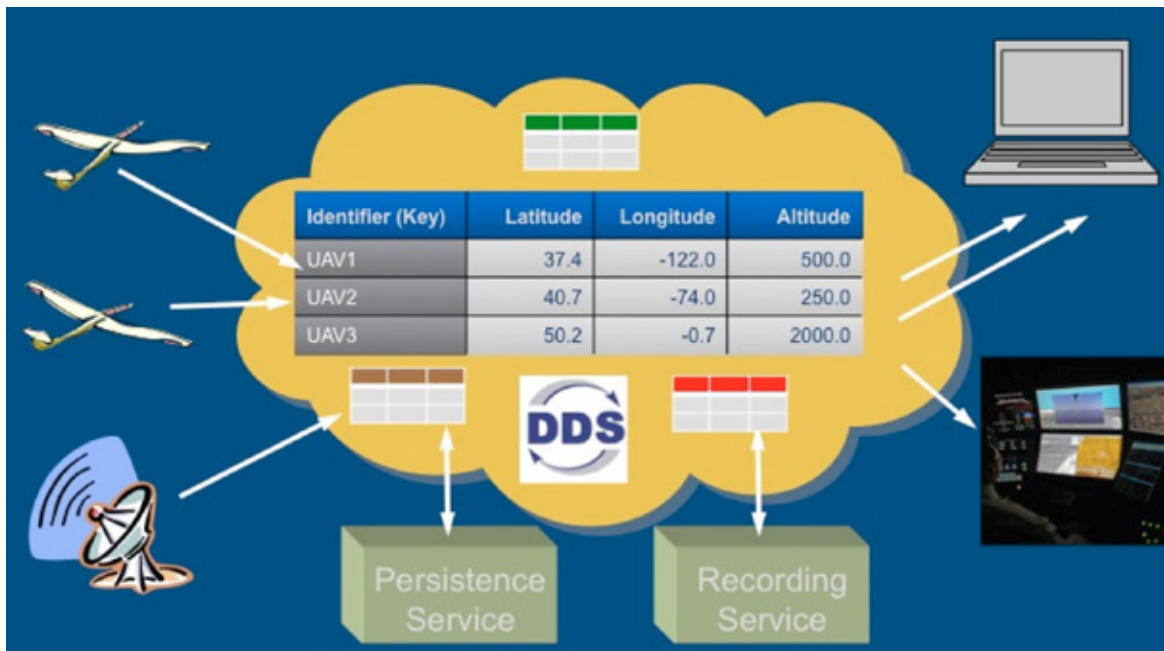 Identifier (Key) Latitude Longitude Altitude
UAV1 37.4 -122.0 500.0
UAV2 40.7 -74.0 250.0
UAV3 50.2 -0.7 2000.0
DDS
Persistence
Service
Recording
Service